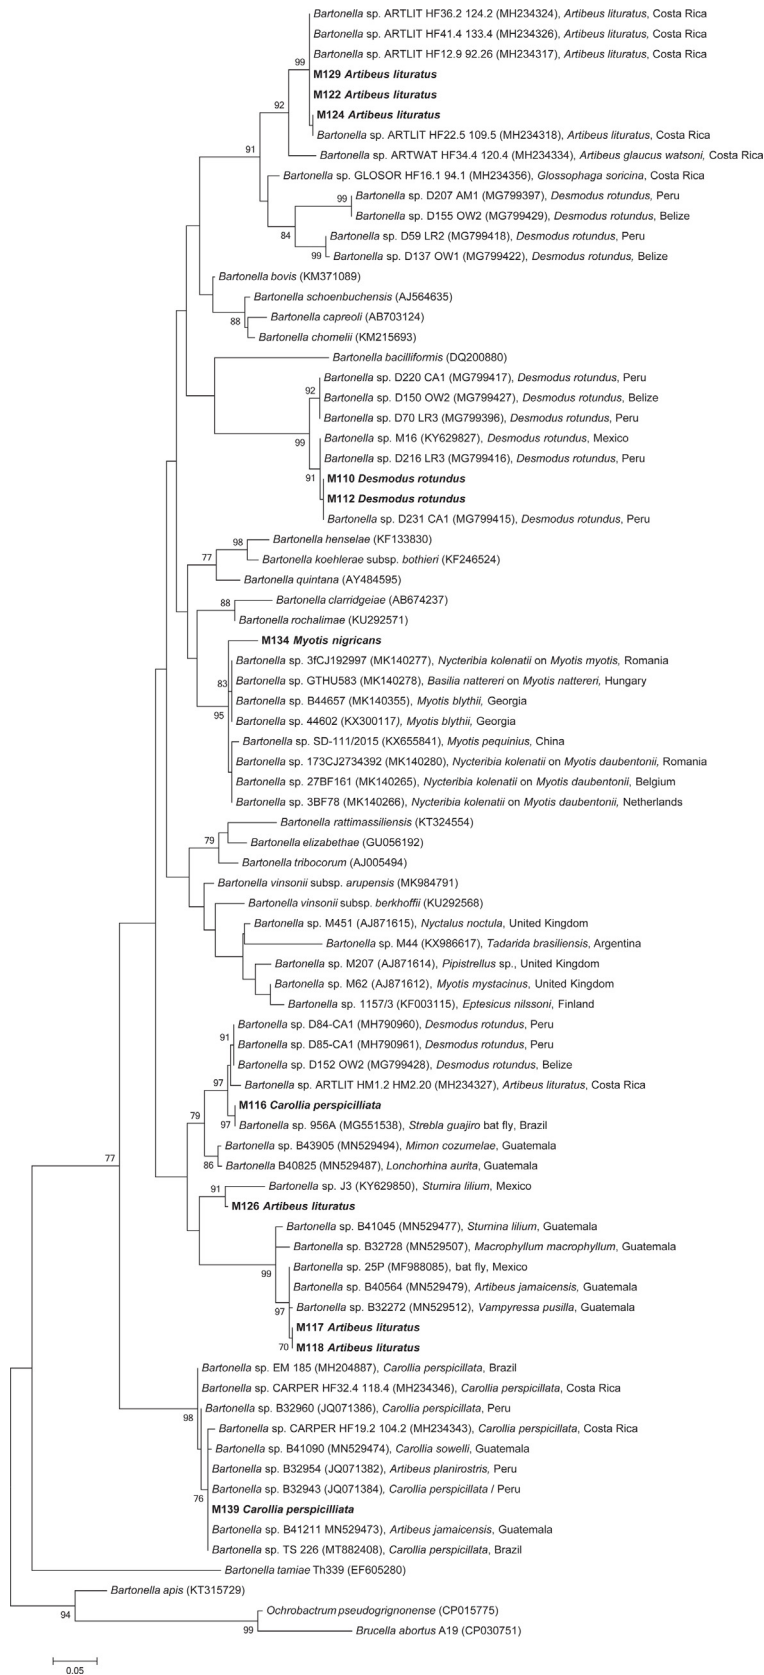 Bartonella sp. ARTLIT HF36.2 124.2 (MH234324), Artibeus lituratus, Costa Rica
Bartonella sp. ARTLIT HF41.4 133.4 (MH234326), Artibeus lituratus, Costa Rica
Bartonella sp. ARTLIT HF12.9 92.26 (MH234317), Artibeus lituratus, Costa Rica
99
M129 Artibeus lituratus
M122 Artibeus lituratus
92
M124 Artibeus lituratus
Bartonella sp. ARTLIT HF22.5 109.5 (MH234318), Artibeus lituratus, Costa Rica
91
Bartonella sp. ARTWAT HF34.4 120.4 (MH234334), Artibeus glaucus watsoni, Costa Rica
Bartonella sp. GLOSOR HF16.1 94.1 (MH234356), Glossophaga soricina, Costa Rica
99
Bartonella sp. D207 AM1 (MG799397), Desmodus rotundus, Peru
Bartonella sp. D155 OW2 (MG799429), Desmodus rotundus, Belize
84
Bartonella sp. D59 LR2 (MG799418), Desmodus rotundus, Peru
99
Bartonella sp. D137 OW1 (MG799422), Desmodus rotundus, Belize
Bartonella bovis (KM371089)
Bartonella schoenbuchensis (AJ564635)
88
Bartonella capreoli (AB703124)
Bartonella chomelii (KM215693)
Bartonella bacilliformis (DQ200880)
Bartonella sp. D220 CA1 (MG799417), Desmodus rotundus, Peru
92
Bartonella sp. D150 OW2 (MG799427), Desmodus rotundus, Belize
Bartonella sp. D70 LR3 (MG799396), Desmodus rotundus, Peru
99
Bartonella sp. M16 (KY629827), Desmodus rotundus, Mexico
Bartonella sp. D216 LR3 (MG799416), Desmodus rotundus, Peru
91
M110 Desmodus rotundus
M112 Desmodus rotundus
Bartonella sp. D231 CA1 (MG799415), Desmodus rotundus, Peru
98
Bartonella henselae (KF133830)
77
Bartonella koehlerae subsp. bothieri (KF246524)
Bartonella quintana (AY484595)
88
Bartonella clarridgeiae (AB674237)
Bartonella rochalimae (KU292571)
M134 Myotis nigricans
Bartonella sp. 3fCJ192997 (MK140277), Nycteribia kolenatii on Myotis myotis, Romania
83
Bartonella sp. GTHU583 (MK140278), Basilia nattereri on Myotis nattereri, Hungary
Bartonella sp. B44657 (MK140355), Myotis blythii, Georgia
95
Bartonella sp. 44602 (KX300117), Myotis blythii, Georgia
Bartonella sp. SD-111/2015 (KX655841), Myotis pequinius, China
Bartonella sp. 173CJ2734392 (MK140280), Nycteribia kolenatii on Myotis daubentonii, Romania
Bartonella sp. 27BF161 (MK140265), Nycteribia kolenatii on Myotis daubentonii, Belgium
Bartonella sp. 3BF78 (MK140266), Nycteribia kolenatii on Myotis daubentonii, Netherlands
Bartonella rattimassiliensis (KT324554)
79
Bartonella elizabethae (GU056192)
Bartonella tribocorum (AJ005494)
Bartonella vinsonii subsp. arupensis (MK984791)
Bartonella vinsonii subsp. berkhoffii (KU292568)
Bartonella sp. M451 (AJ871615), Nyctalus noctula, United Kingdom
Bartonella sp. M44 (KX986617), Tadarida brasiliensis, Argentina
Bartonella sp. M207 (AJ871614), Pipistrellus sp., United Kingdom
Bartonella sp. M62 (AJ871612), Myotis mystacinus, United Kingdom
Bartonella sp. 1157/3 (KF003115), Eptesicus nilssoni, Finland
Bartonella sp. D84-CA1 (MH790960), Desmodus rotundus, Peru
91
Bartonella sp. D85-CA1 (MH790961), Desmodus rotundus, Peru
Bartonella sp. D152 OW2 (MG799428), Desmodus rotundus, Belize
97
Bartonella sp. ARTLIT HM1.2 HM2.20 (MH234327), Artibeus lituratus, Costa Rica
M116 Carollia perspicilliata
79
97
Bartonella sp. 956A (MG551538), Strebla guajiro bat fly, Brazil
Bartonella sp. B43905 (MN529494), Mimon cozumelae, Guatemala
77
86
Bartonella B40825 (MN529487), Lonchorhina aurita, Guatemala
91
Bartonella sp. J3 (KY629850), Sturnira lilium, Mexico
M126 Artibeus lituratus
Bartonella sp. B41045 (MN529477), Sturnina lilium, Guatemala
Bartonella sp. B32728 (MN529507), Macrophyllum macrophyllum, Guatemala
99
Bartonella sp. 25P (MF988085), bat fly, Mexico
Bartonella sp. B40564 (MN529479), Artibeus jamaicensis, Guatemala
97
Bartonella sp. B32272 (MN529512), Vampyressa pusilla, Guatemala
M117 Artibeus lituratus
70
M118 Artibeus lituratus
Bartonella sp. EM 185 (MH204887), Carollia perspicillata, Brazil
Bartonella sp. CARPER HF32.4 118.4 (MH234346), Carollia perspicillata, Costa Rica
98
Bartonella sp. B32960 (JQ071386), Carollia perspicillata, Peru
Bartonella sp. CARPER HF19.2 104.2 (MH234343), Carollia perspicillata, Costa Rica
Bartonella sp. B41090 (MN529474), Carollia sowelli, Guatemala
Bartonella sp. B32954 (JQ071382), Artibeus planirostris, Peru
76
Bartonella sp. B32943 (JQ071384), Carollia perspicillata / Peru
M139 Carollia perspicilliata
Bartonella sp. B41211 MN529473), Artibeus jamaicensis, Guatemala
Bartonella sp. TS 226 (MT882408), Carollia perspicillata, Brazil
Bartonella tamiae Th339 (EF605280)
Bartonella apis (KT315729)
94
Ochrobactrum pseudogrignonense (CP015775)
99
Brucella abortus A19 (CP030751)
0.05